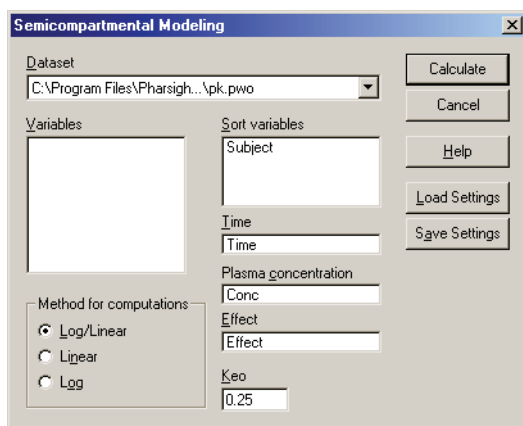 Semicompartmental Modeling
Dataset
C:\Program Files\Pharsigh...\pk.pwo
Variables
Sort variables
Subject
Time
Time
Plasma concentration
Conc
Effect
Effect
Keo
0.25
Method for computations
Log/Linear
Linear
Log
Calculate
Cancel
Help
Load Settings
Save Settings